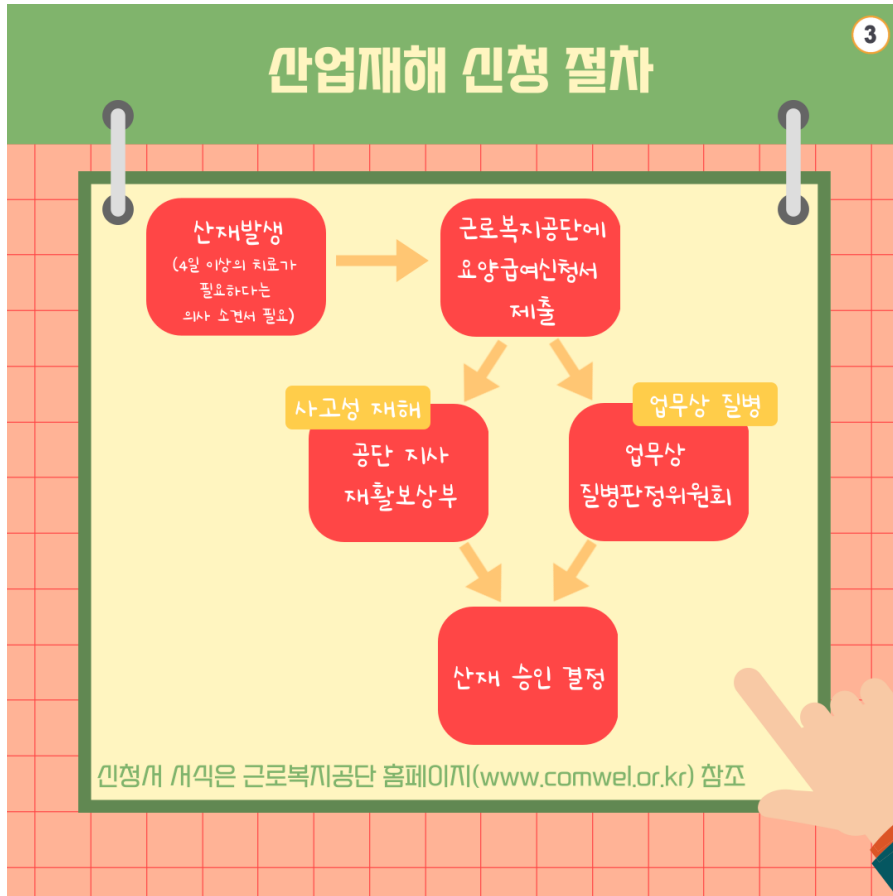 3
산업재해 신청 절차
산재발생
(4일 이상의 치료가
필요하다는
의사 소견서 필요)
근로복지공단에
요양급여신청서
제출
사고성 재해
공단 지사
재활보상부
업무상 질병
업무상
질병판정위원회
산재 승인 결정
신청서 서식은 근로복지공단 홈페이지(www.comwel.or.kr) 참조